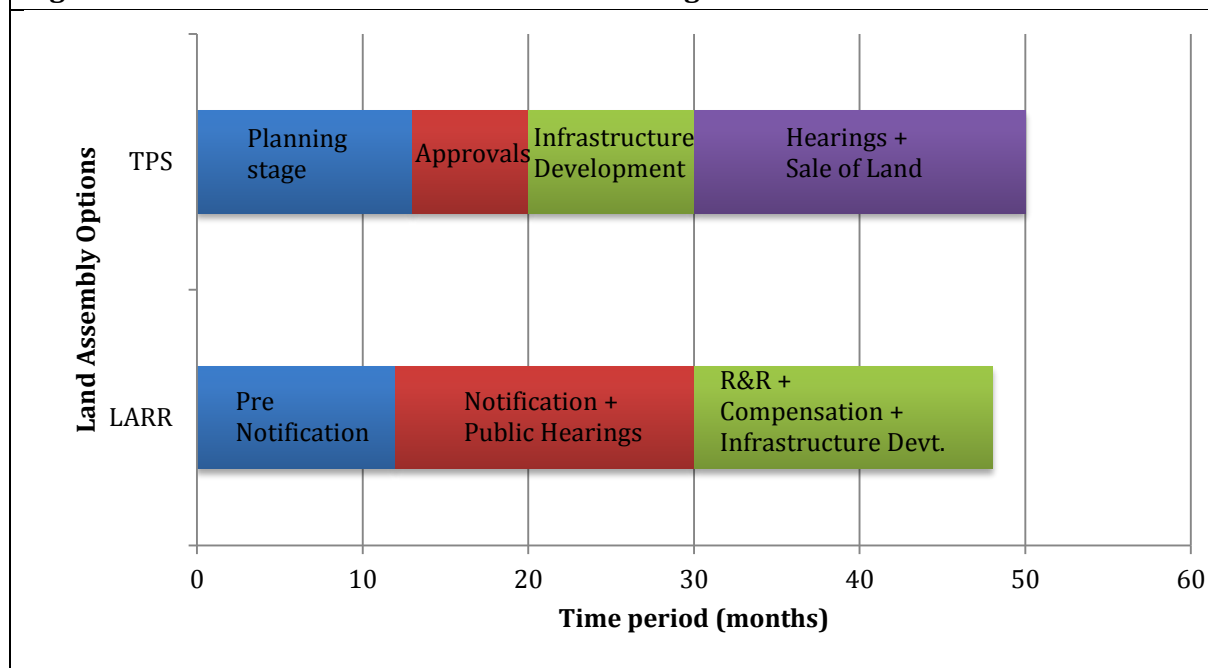 Land Assembly Options
TPS
Planning
stage
Approvals
Infrastructure
Development
Hearings +
Sale of Land
LARR
Pre
Notification
Notification +
Public Hearings
R&R +
Compensation +
Infrastructure Devt.
0 10 20 30 40 50 60
Time period (months)